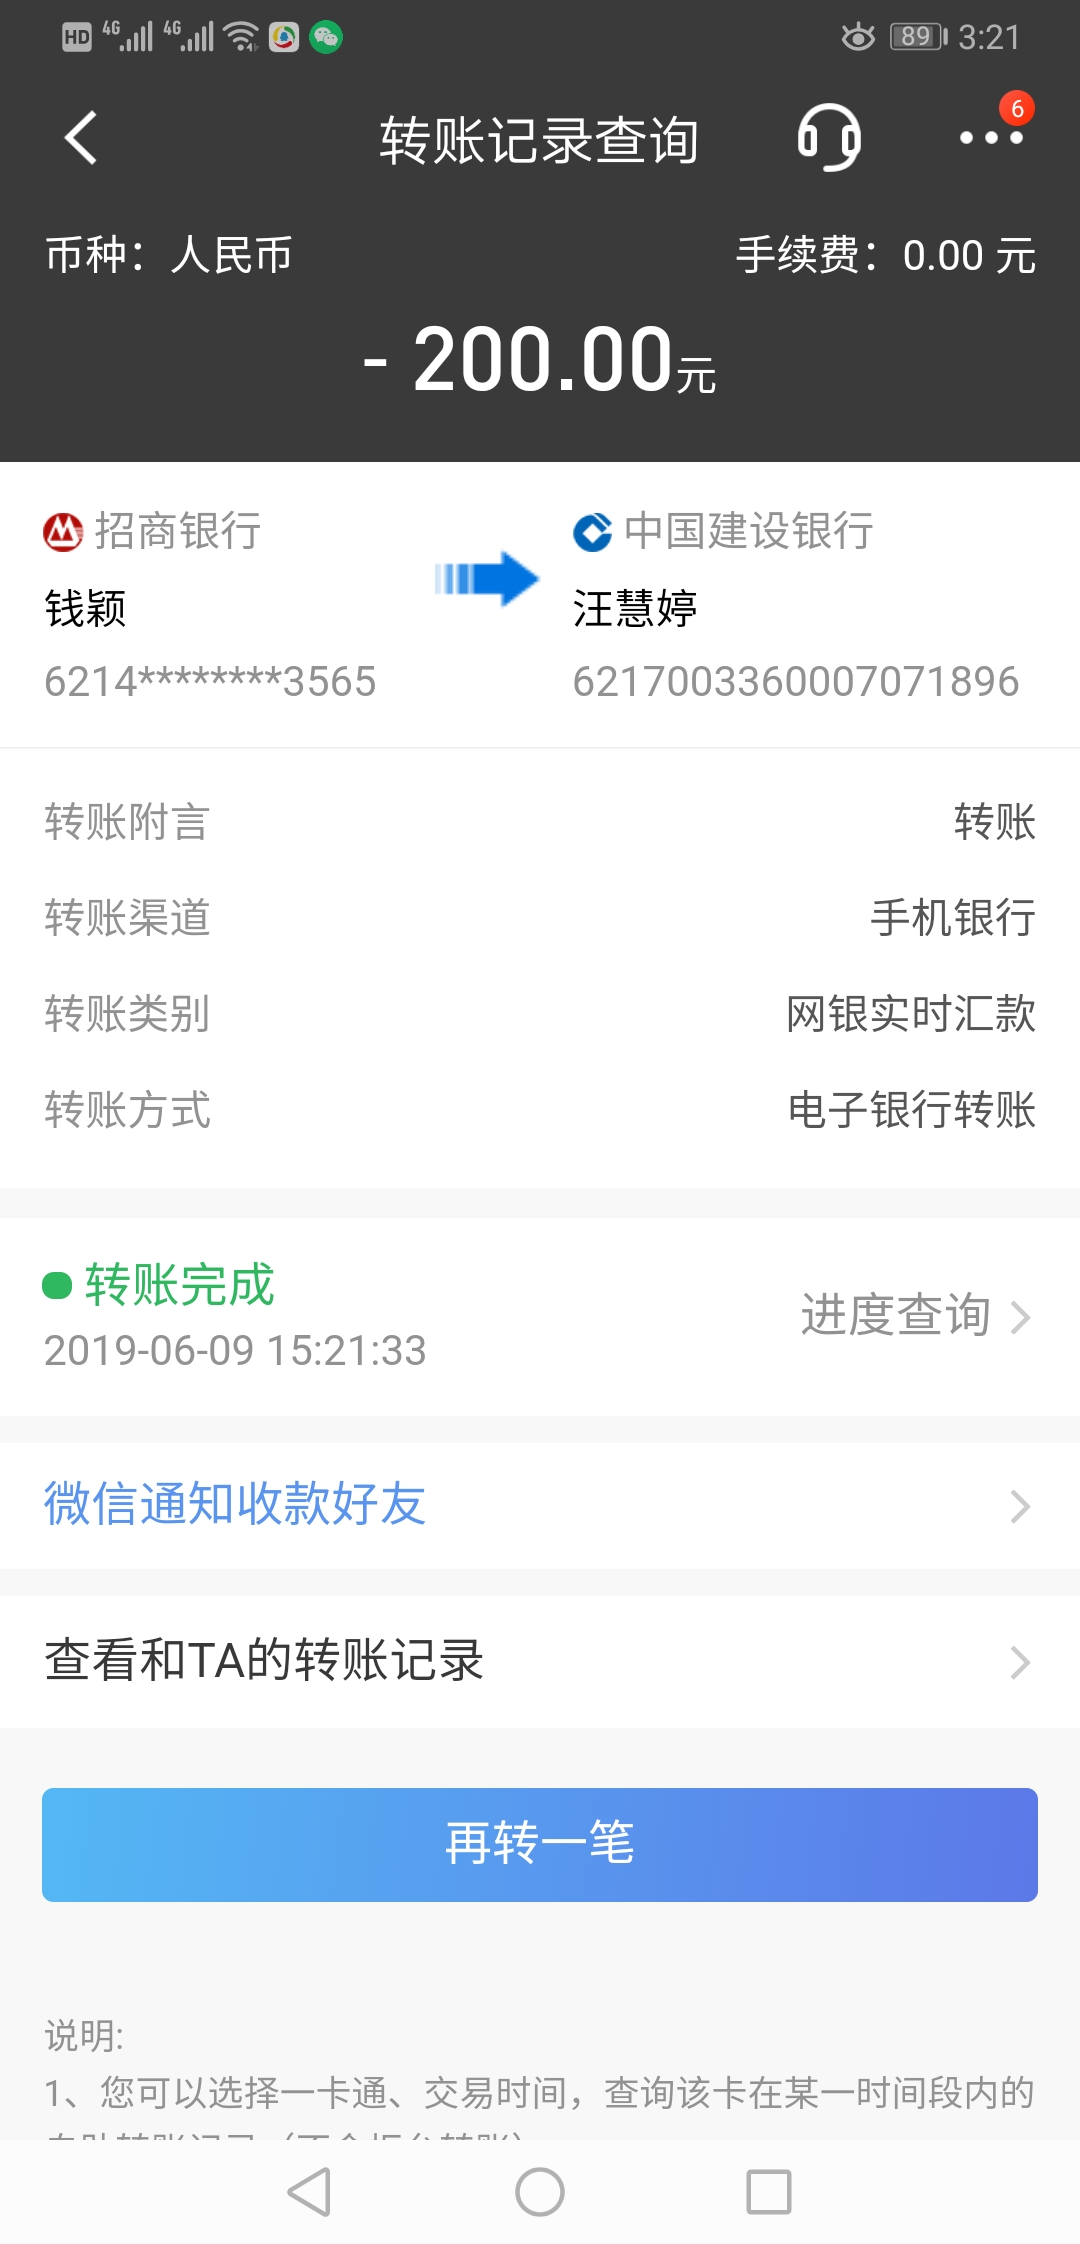 HD 4G 4G 89 3:21
转账记录查询 6
币种：人民币 手续费：0.00 元
- 200.00元
招商银行 中国建设银行
钱颖 汪慧婷
6214********3565 6217003360007071896
转账附言 转账
转账渠道 手机银行
转账类别 网银实时汇款
转账方式 电子银行转账
转账完成
2019-06-09 15:21:33 进度查询
微信通知收款好友
查看和TA的转账记录
再转一笔
说明:
1、您可以选择一卡通、交易时间，查询该卡在某一时间段内的